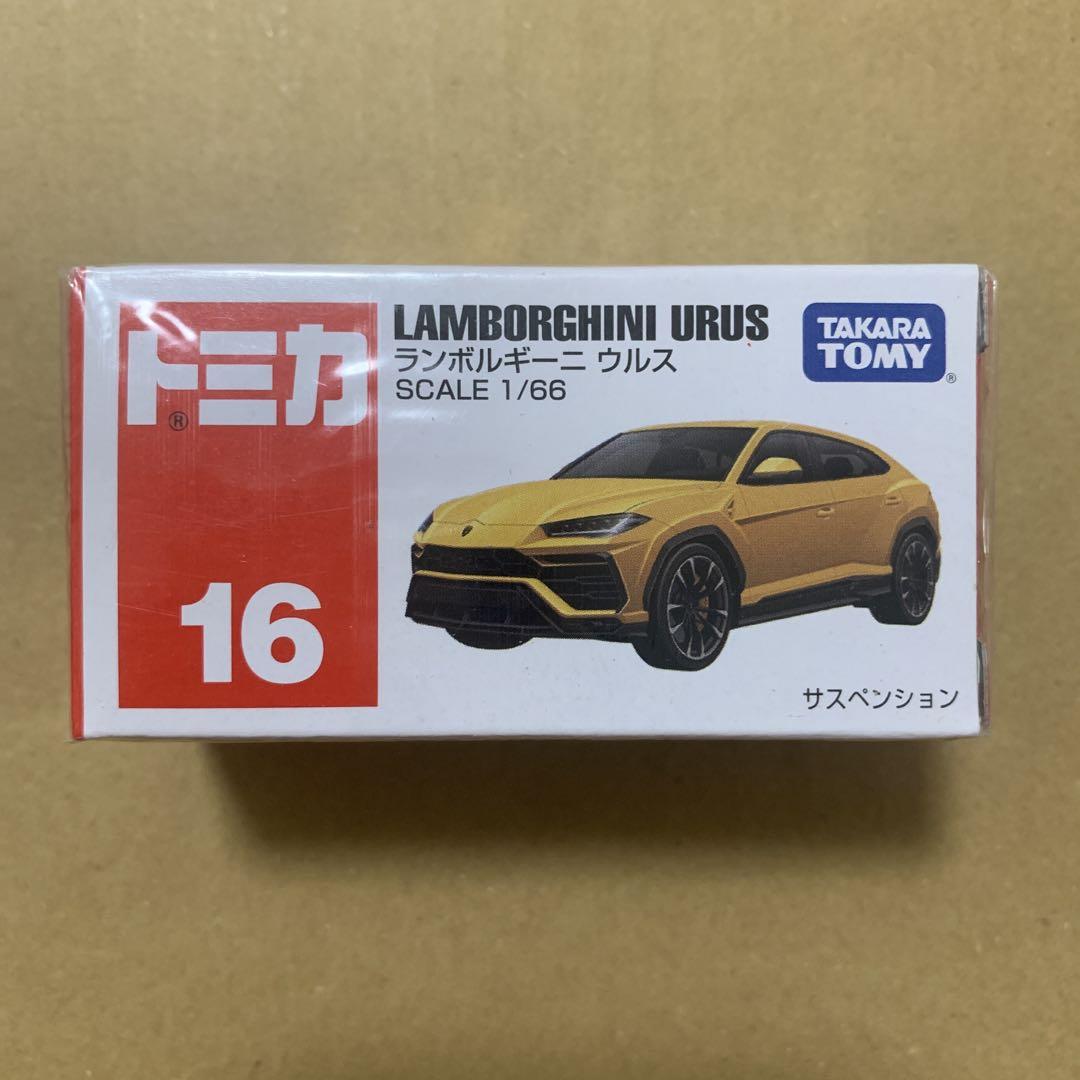 トミカ®
16
LAMBORGHINI URUS
ランボルギーニ ウルス
SCALE 1/66
TAKARA
TOMY®
サスペンション